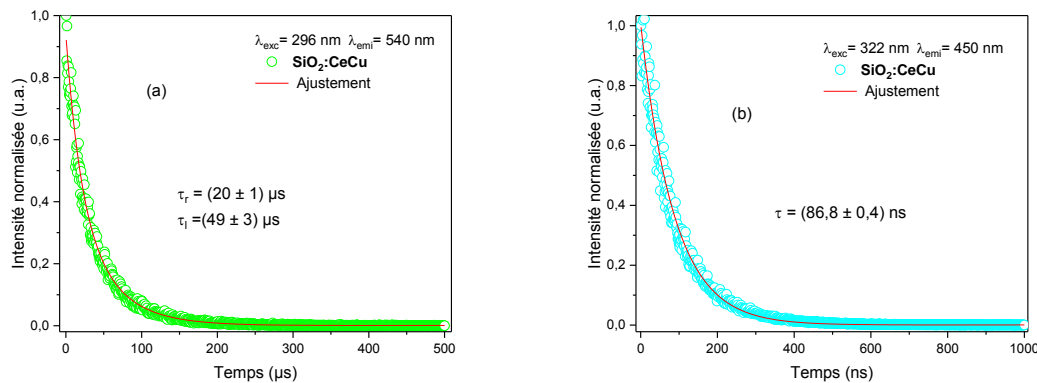 1,0
0,8
0,6
0,4
0,2
0,0
Intensité normalisée (u.a.)
λexc= 296 nm λemi= 540 nm
SiO₂:CeCu
Ajustement
(a)
τr = (20 ± 1) µs
τl =(49 ± 3) µs
0 100 200 300 400 500
Temps (µs)
1,0
0,8
0,6
0,4
0,2
0,0
Intensité normalisée (u.a.)
λexc= 322 nm λemi= 450 nm
SiO₂:CeCu
Ajustement
(b)
τ = (86,8 ± 0,4) ns
0 200 400 600 800 1000
Temps (ns)